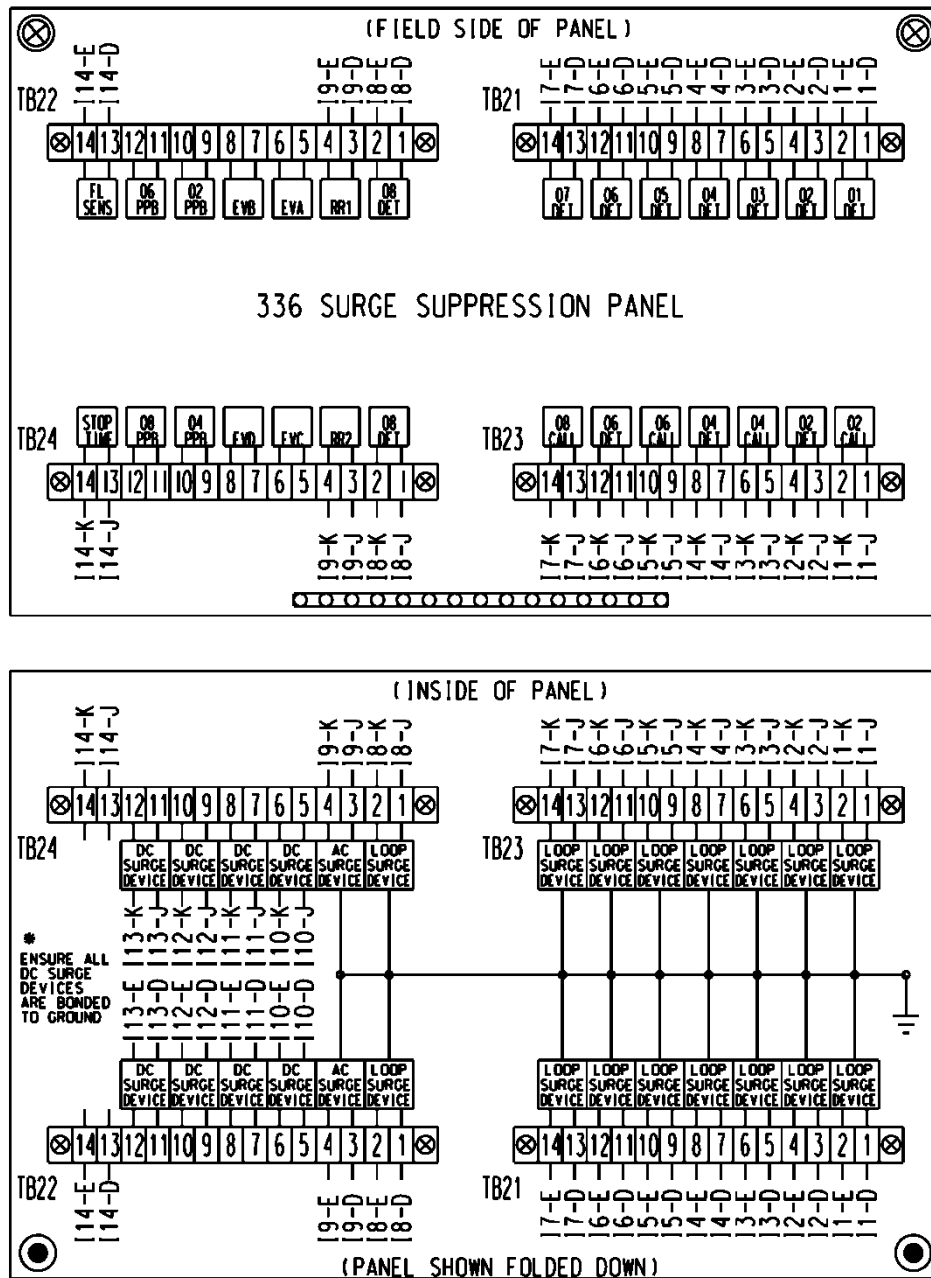 (FIELD SIDE OF PANEL)
I14-E I14-D I9-E I9-D I8-E I8-D
I7-E I7-D I6-E I6-D I5-E I5-D I4-E I4-D I3-E I3-D I2-E I2-D I1-E I1-D
TB22
14 13 12 11 10 9 8 7 6 5 4 3 2 1
TB21
14 13 12 11 10 9 8 7 6 5 4 3 2 1
FL SENS
06 PPB
02 PPB
EVB
EVA
RR1
08 DET
07 DET
06 DET
05 DET
04 DET
03 DET
02 DET
01 DET
336 SURGE SUPPRESSION PANEL
TB24
STOP TIME
08 PPB
04 PPB
EVD
EVC
RR2
08 DET
TB23
08 CALL
06 DET
06 CALL
04 DET
04 CALL
02 DET
02 CALL
14 13 12 11 10 9 8 7 6 5 4 3 2 1
14 13 12 11 10 9 8 7 6 5 4 3 2 1
I14-K I14-J I9-K I9-J I8-K I8-J
I7-K I7-J I6-K I6-J I5-K I5-J I4-K I4-J I3-K I3-J I2-K I2-J I1-K I1-J
(INSIDE OF PANEL)
I14-K I14-J I9-K I9-J I8-K I8-J
I7-K I7-J I6-K I6-J I5-K I5-J I4-K I4-J I3-K I3-J I2-K I2-J I1-K I1-J
14 13 12 11 10 9 8 7 6 5 4 3 2 1
14 13 12 11 10 9 8 7 6 5 4 3 2 1
TB24
DC SURGE DEVICE
DC SURGE DEVICE
DC SURGE DEVICE
DC SURGE DEVICE
AC SURGE DEVICE
LOOP SURGE DEVICE
TB23
LOOP SURGE DEVICE
LOOP SURGE DEVICE
LOOP SURGE DEVICE
LOOP SURGE DEVICE
LOOP SURGE DEVICE
LOOP SURGE DEVICE
LOOP SURGE DEVICE
I13-K I13-J I12-K I12-J I11-K I11-J I10-K I10-J
*
ENSURE ALL
DC SURGE
DEVICES
ARE BONDED
TO GROUND
I13-E I13-D I12-E I12-D I11-E I11-D I10-E I10-D
DC SURGE DEVICE
DC SURGE DEVICE
DC SURGE DEVICE
DC SURGE DEVICE
AC SURGE DEVICE
LOOP SURGE DEVICE
LOOP SURGE DEVICE
LOOP SURGE DEVICE
LOOP SURGE DEVICE
LOOP SURGE DEVICE
LOOP SURGE DEVICE
LOOP SURGE DEVICE
LOOP SURGE DEVICE
14 13 12 11 10 9 8 7 6 5 4 3 2 1
14 13 12 11 10 9 8 7 6 5 4 3 2 1
TB22
I14-E I14-D I9-E I9-D I8-E I8-D
TB21
I7-E I7-D I6-E I6-D I5-E I5-D I4-E I4-D I3-E I3-D I2-E I2-D I1-E I1-D
(PANEL SHOWN FOLDED DOWN)